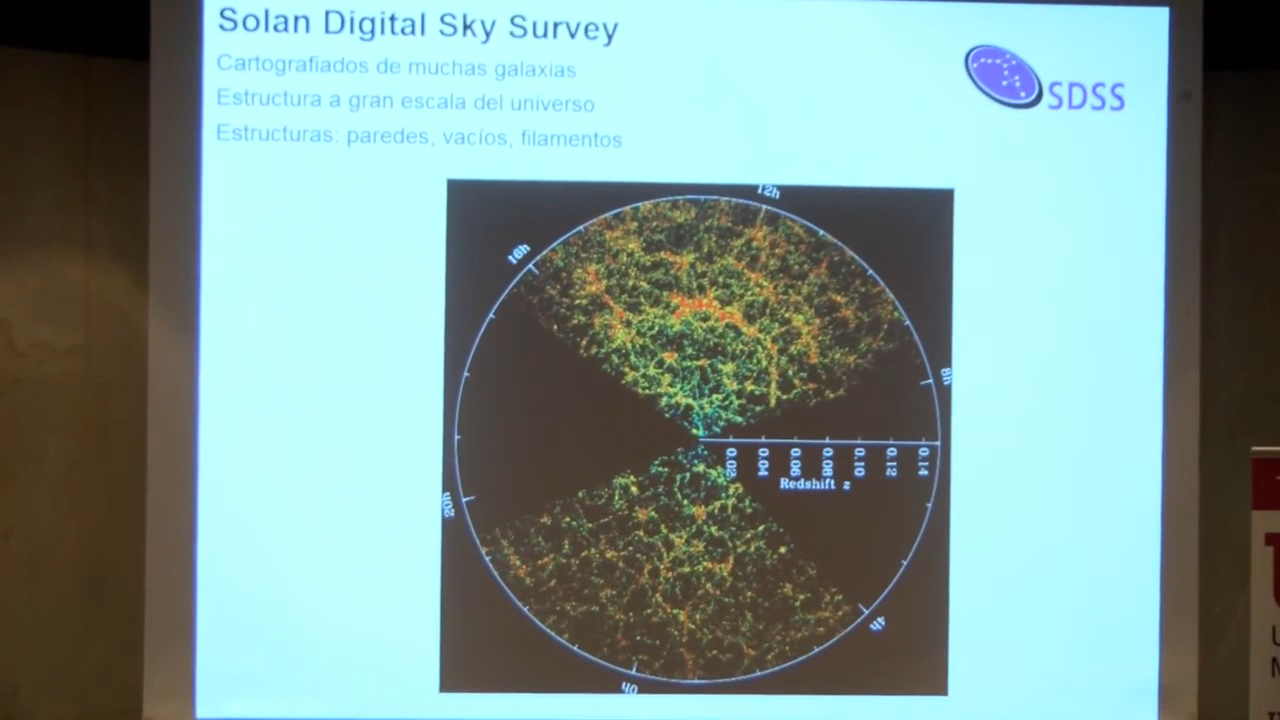 Solan Digital Sky Survey
Cartografiados de muchas galaxias
Estructura a gran escala del universo
Estructuras: paredes, vacíos, filamentos
SDSS
12h
16h
8h
0.02 0.04 0.06 0.08 0.10 0.12 0.14
Redshift z
20h
4h
0h
U
N